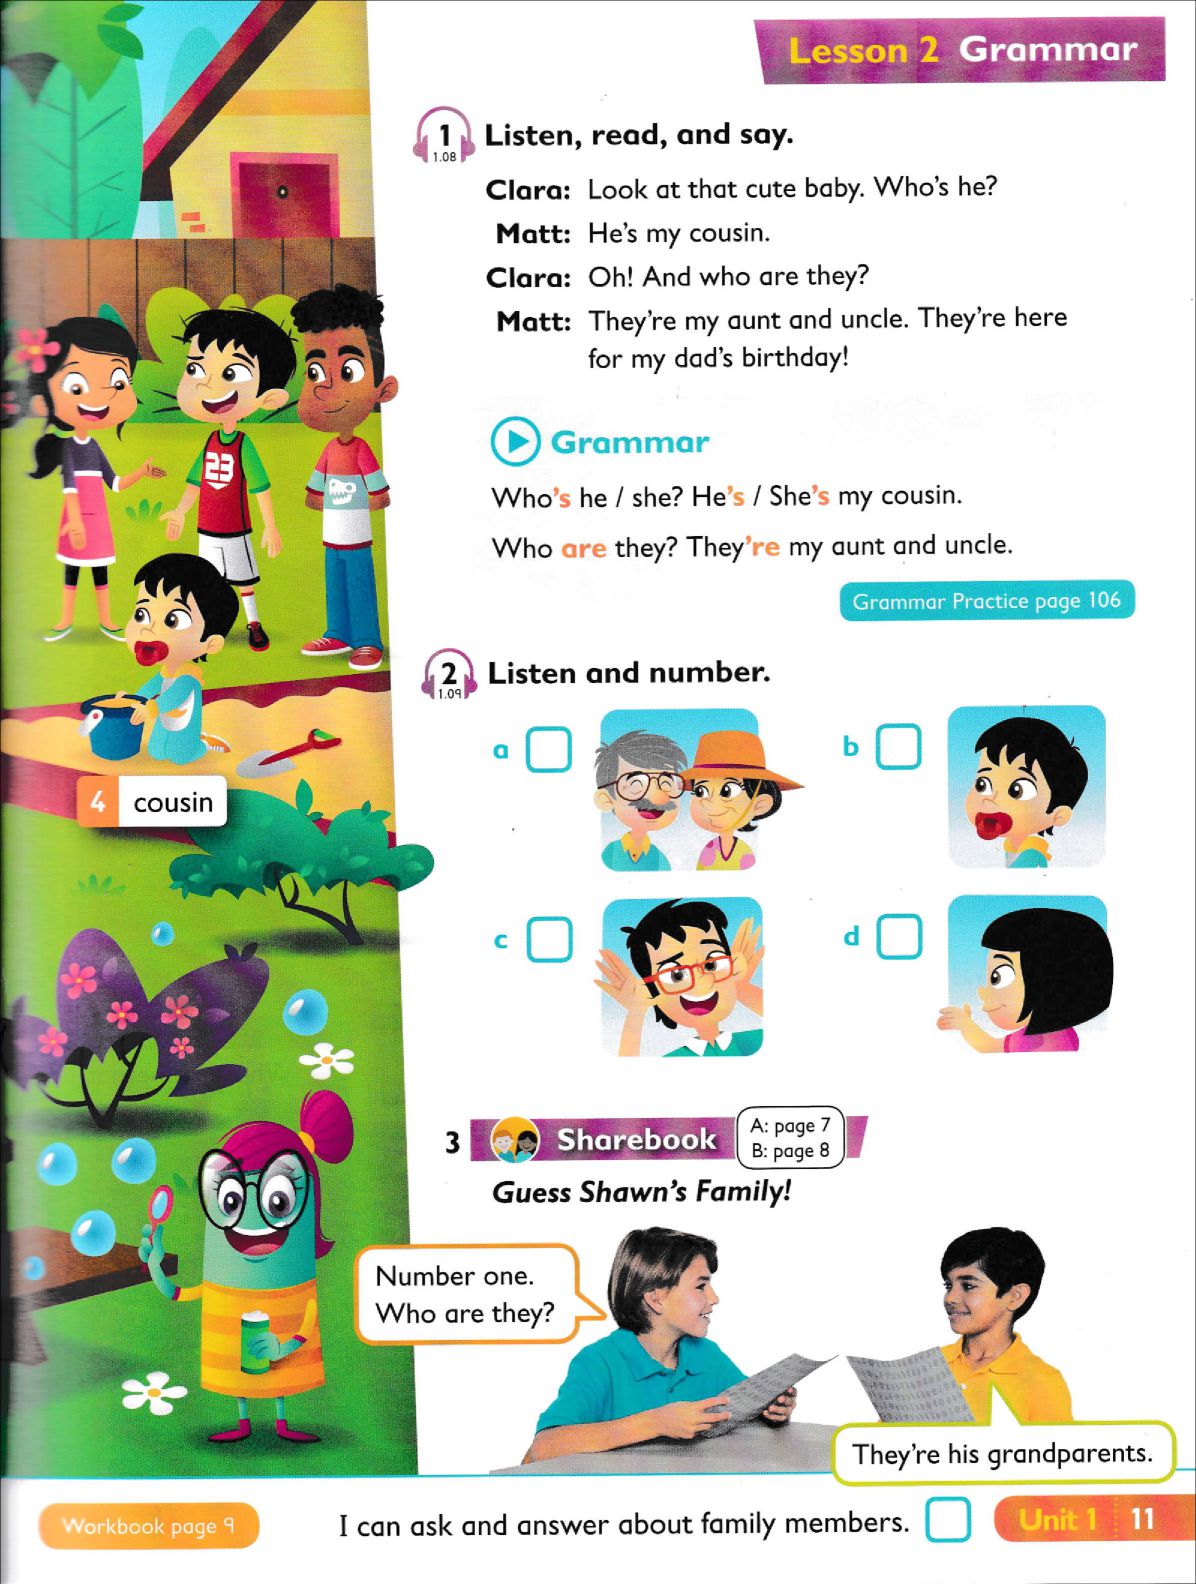 Lesson 2 Grammar
1
1.08
Listen, read, and say.
Clara: Look at that cute baby. Who's he?
Matt: He's my cousin.
Clara: Oh! And who are they?
Matt: They're my aunt and uncle. They're here
for my dad's birthday!
Grammar
Who's he / she? He's / She's my cousin.
Who are they? They're my aunt and uncle.
Grammar Practice page 106
23
4 cousin
2
1.09
Listen and number.
a
b
c
d
3 Sharebook
A: page 7
B: page 8
Guess Shawn's Family!
Number one.
Who are they?
They're his grandparents.
Workbook page 9
I can ask and answer about family members.
Unit 1 11